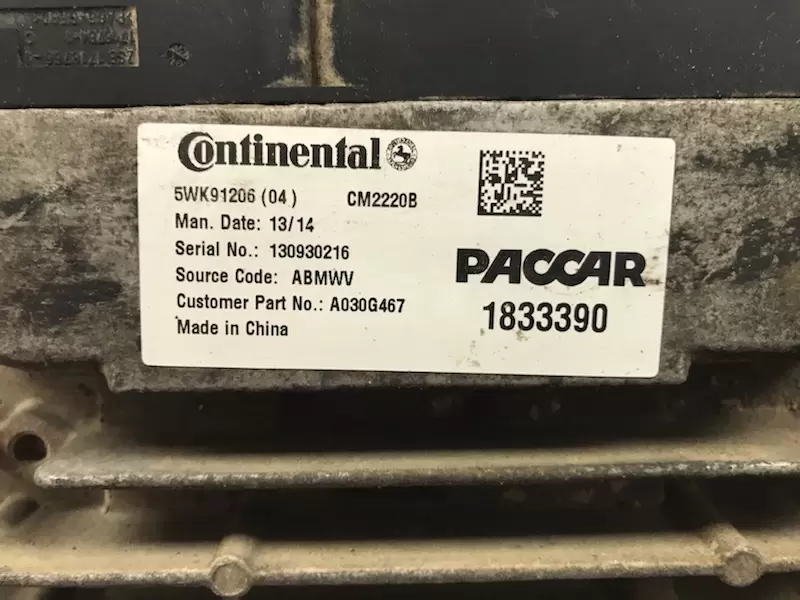 Continental
5WK91206 (04 ) CM2220B
Man. Date: 13/14
Serial No.: 130930216
Source Code: ABMWV
Customer Part No.: A030G467
Made in China
PACCAR
1833390